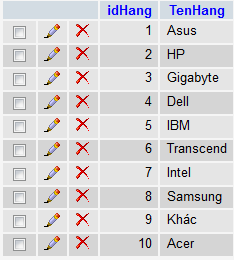 idHang TenHang
1 Asus
2 HP
3 Gigabyte
4 Dell
5 IBM
6 Transcend
7 Intel
8 Samsung
9 Khác
10 Acer